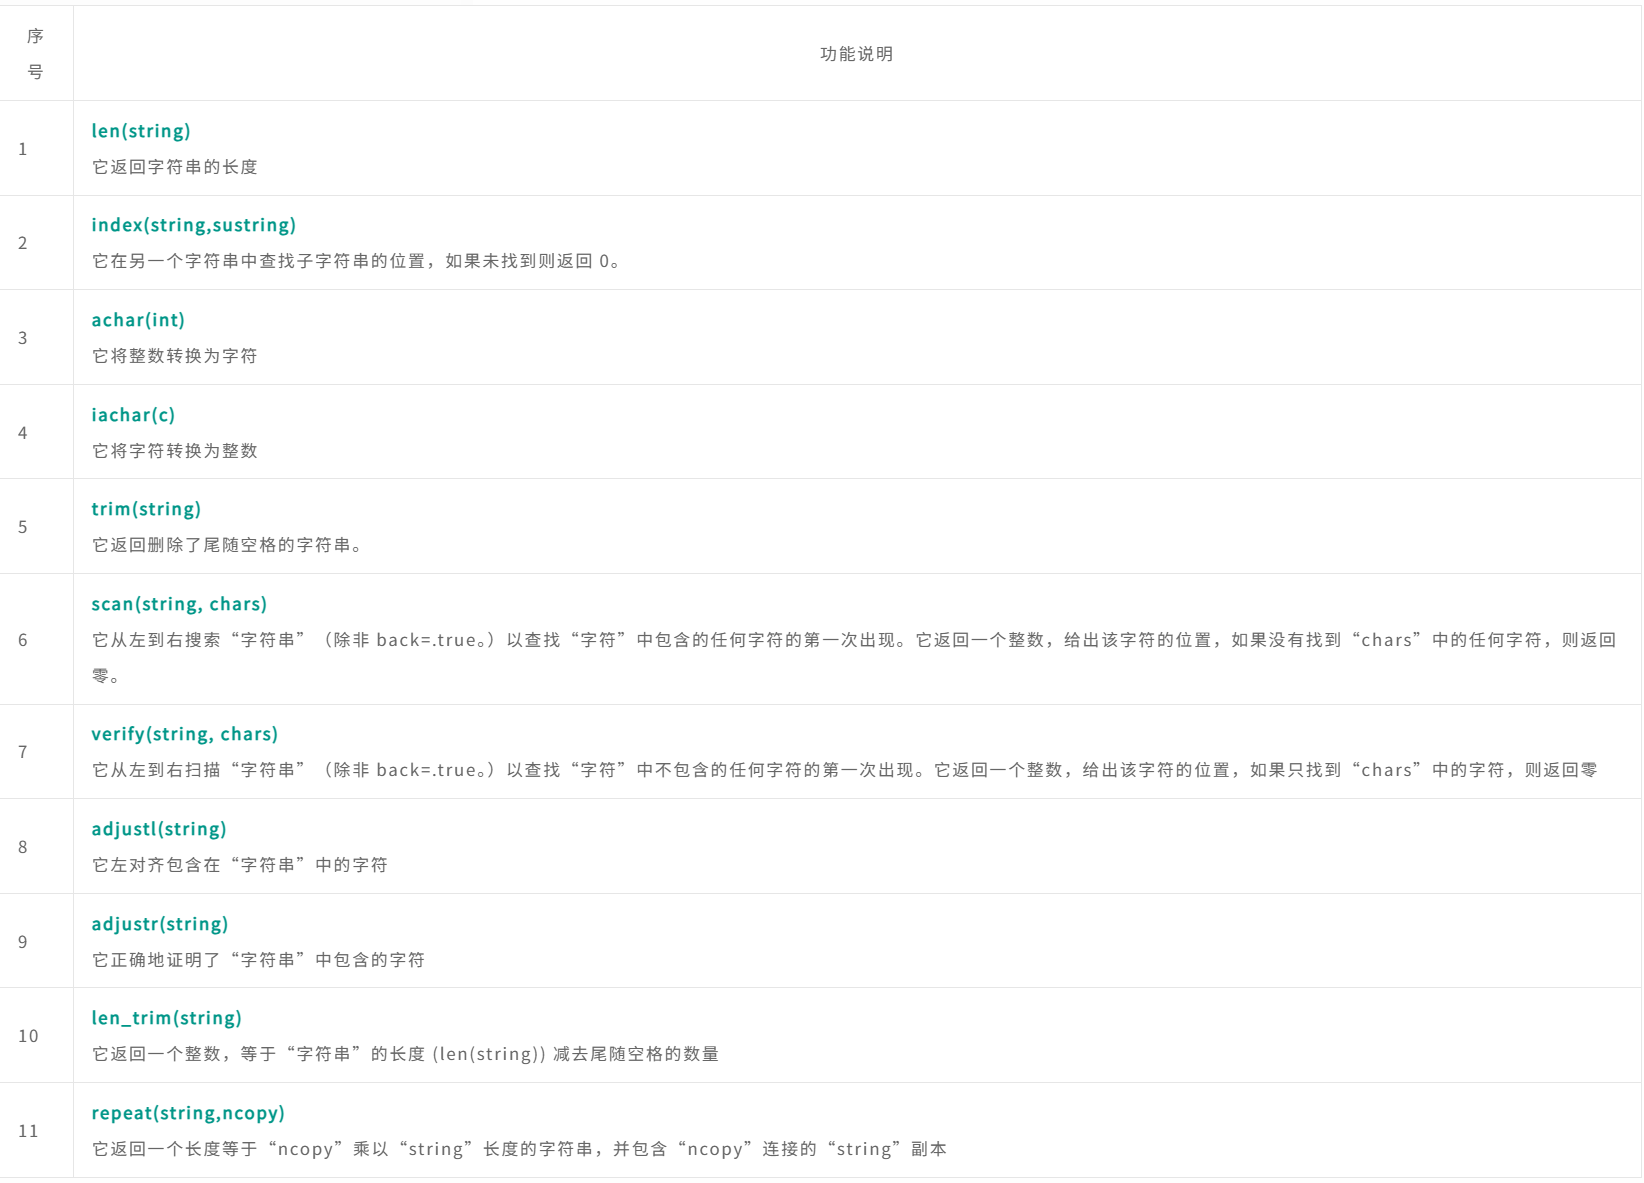 序
号
功能说明
1
len(string)
它返回字符串的长度
2
index(string,sustring)
它在另一个字符串中查找子字符串的位置，如果未找到则返回 0。
3
achar(int)
它将整数转换为字符
4
iachar(c)
它将字符转换为整数
5
trim(string)
它返回删除了尾随空格的字符串。
6
scan(string, chars)
它从左到右搜索“字符串”（除非 back=.true。）以查找“字符”中包含的任何字符的第一次出现。它返回一个整数，给出该字符的位置，如果没有找到“chars”中的任何字符，则返回
零。
7
verify(string, chars)
它从左到右扫描“字符串”（除非 back=.true。）以查找“字符”中不包含的任何字符的第一次出现。它返回一个整数，给出该字符的位置，如果只找到“chars”中的字符，则返回零
8
adjustl(string)
它左对齐包含在“字符串”中的字符
9
adjustr(string)
它正确地证明了“字符串”中包含的字符
10
len_trim(string)
它返回一个整数，等于“字符串”的长度 (len(string)) 减去尾随空格的数量
11
repeat(string,ncopy)
它返回一个长度等于“ncopy”乘以“string”长度的字符串，并包含“ncopy”连接的“string”副本